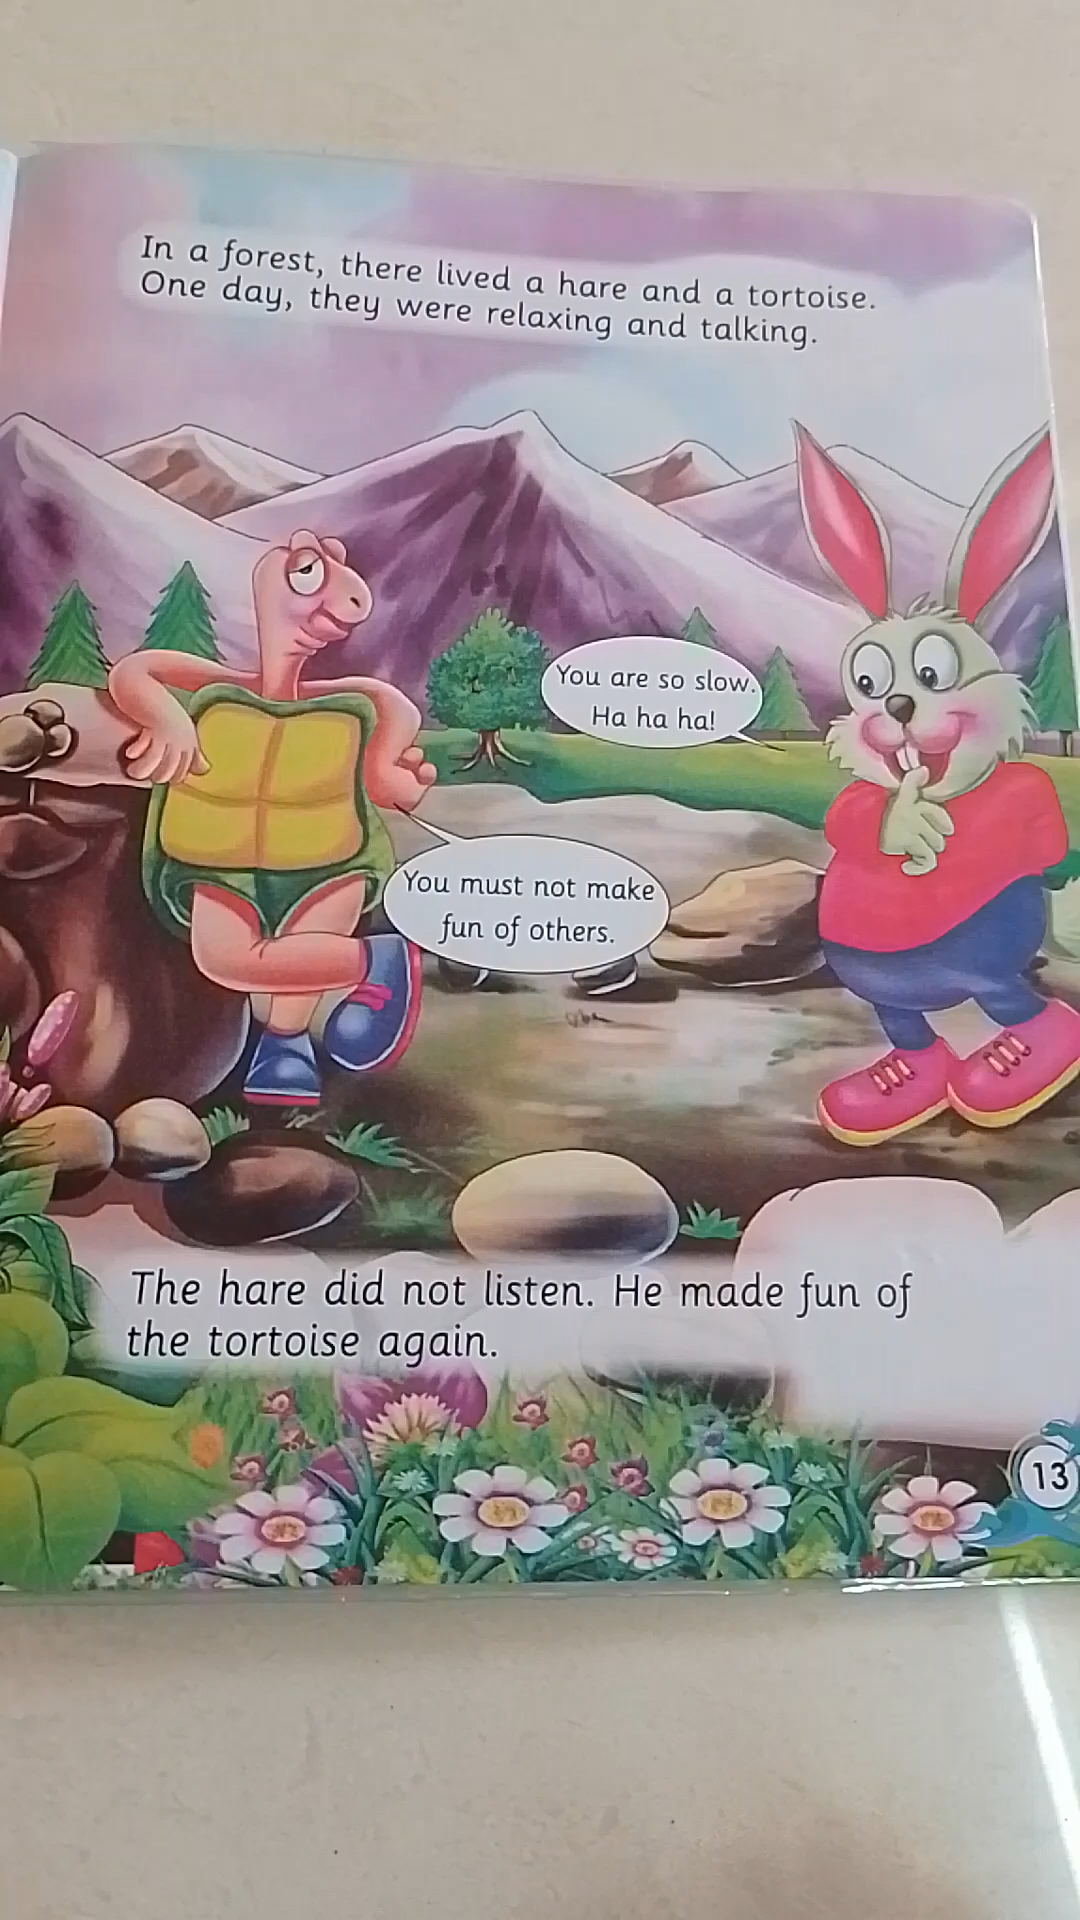 In a forest, there lived a hare and a tortoise.
One day, they were relaxing and talking.
You are so slow.
Ha ha ha!
You must not make
fun of others.
The hare did not listen. He made fun of
the tortoise again.
13